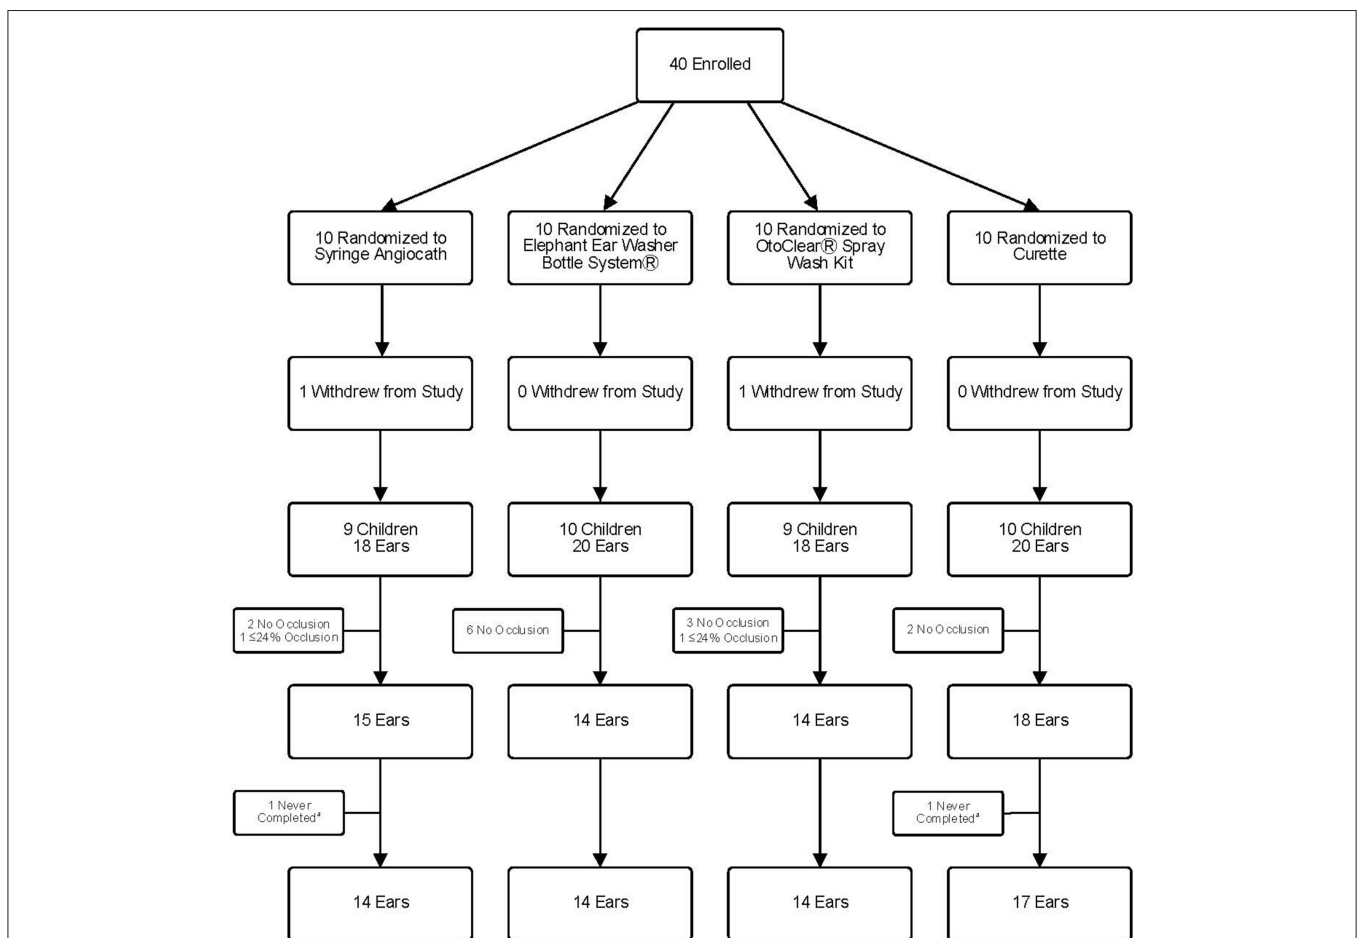 40 Enrolled
10 Randomized to
Syringe Angiocath
10 Randomized to
Elephant Ear Washer
Bottle System®
10 Randomized to
OtoClear® Spray
Wash Kit
10 Randomized to
Curette
1 Withdrew from Study
0 Withdrew from Study
1 Withdrew from Study
0 Withdrew from Study
9 Children
18 Ears
10 Children
20 Ears
9 Children
18 Ears
10 Children
20 Ears
2 No Occlusion
1 ≤24% Occlusion
6 No Occlusion
3 No Occlusion
1 ≤24% Occlusion
2 No Occlusion
15 Ears
14 Ears
14 Ears
18 Ears
1 Never
Completedª
1 Never
Completedª
14 Ears
14 Ears
14 Ears
17 Ears